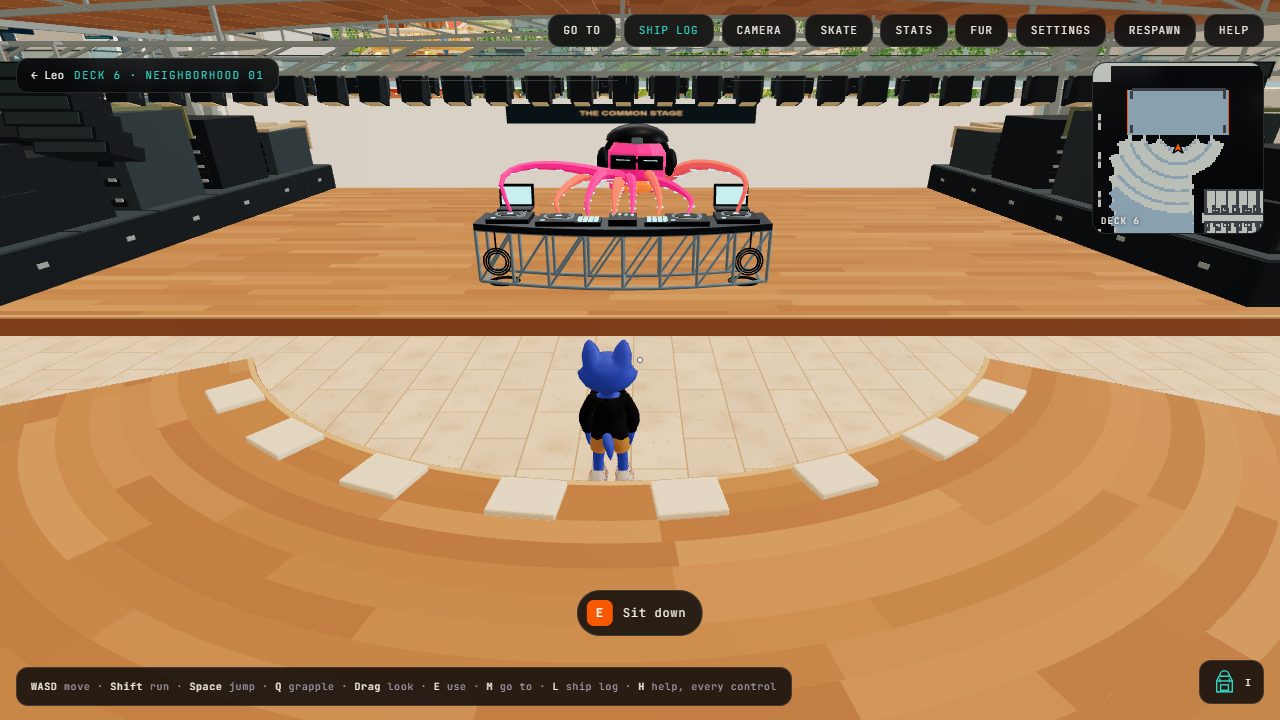 GO TO
SHIP LOG
CAMERA
SKATE
STATS
FUR
SETTINGS
RESPAWN
HELP
← Leo DECK 6 · NEIGHBORHOOD 01
THE COMMON STAGE
DECK 6
E Sit down
WASD move · Shift run · Space jump · Q grapple · Drag look · E use · M go to · L ship log · H help, every control
I